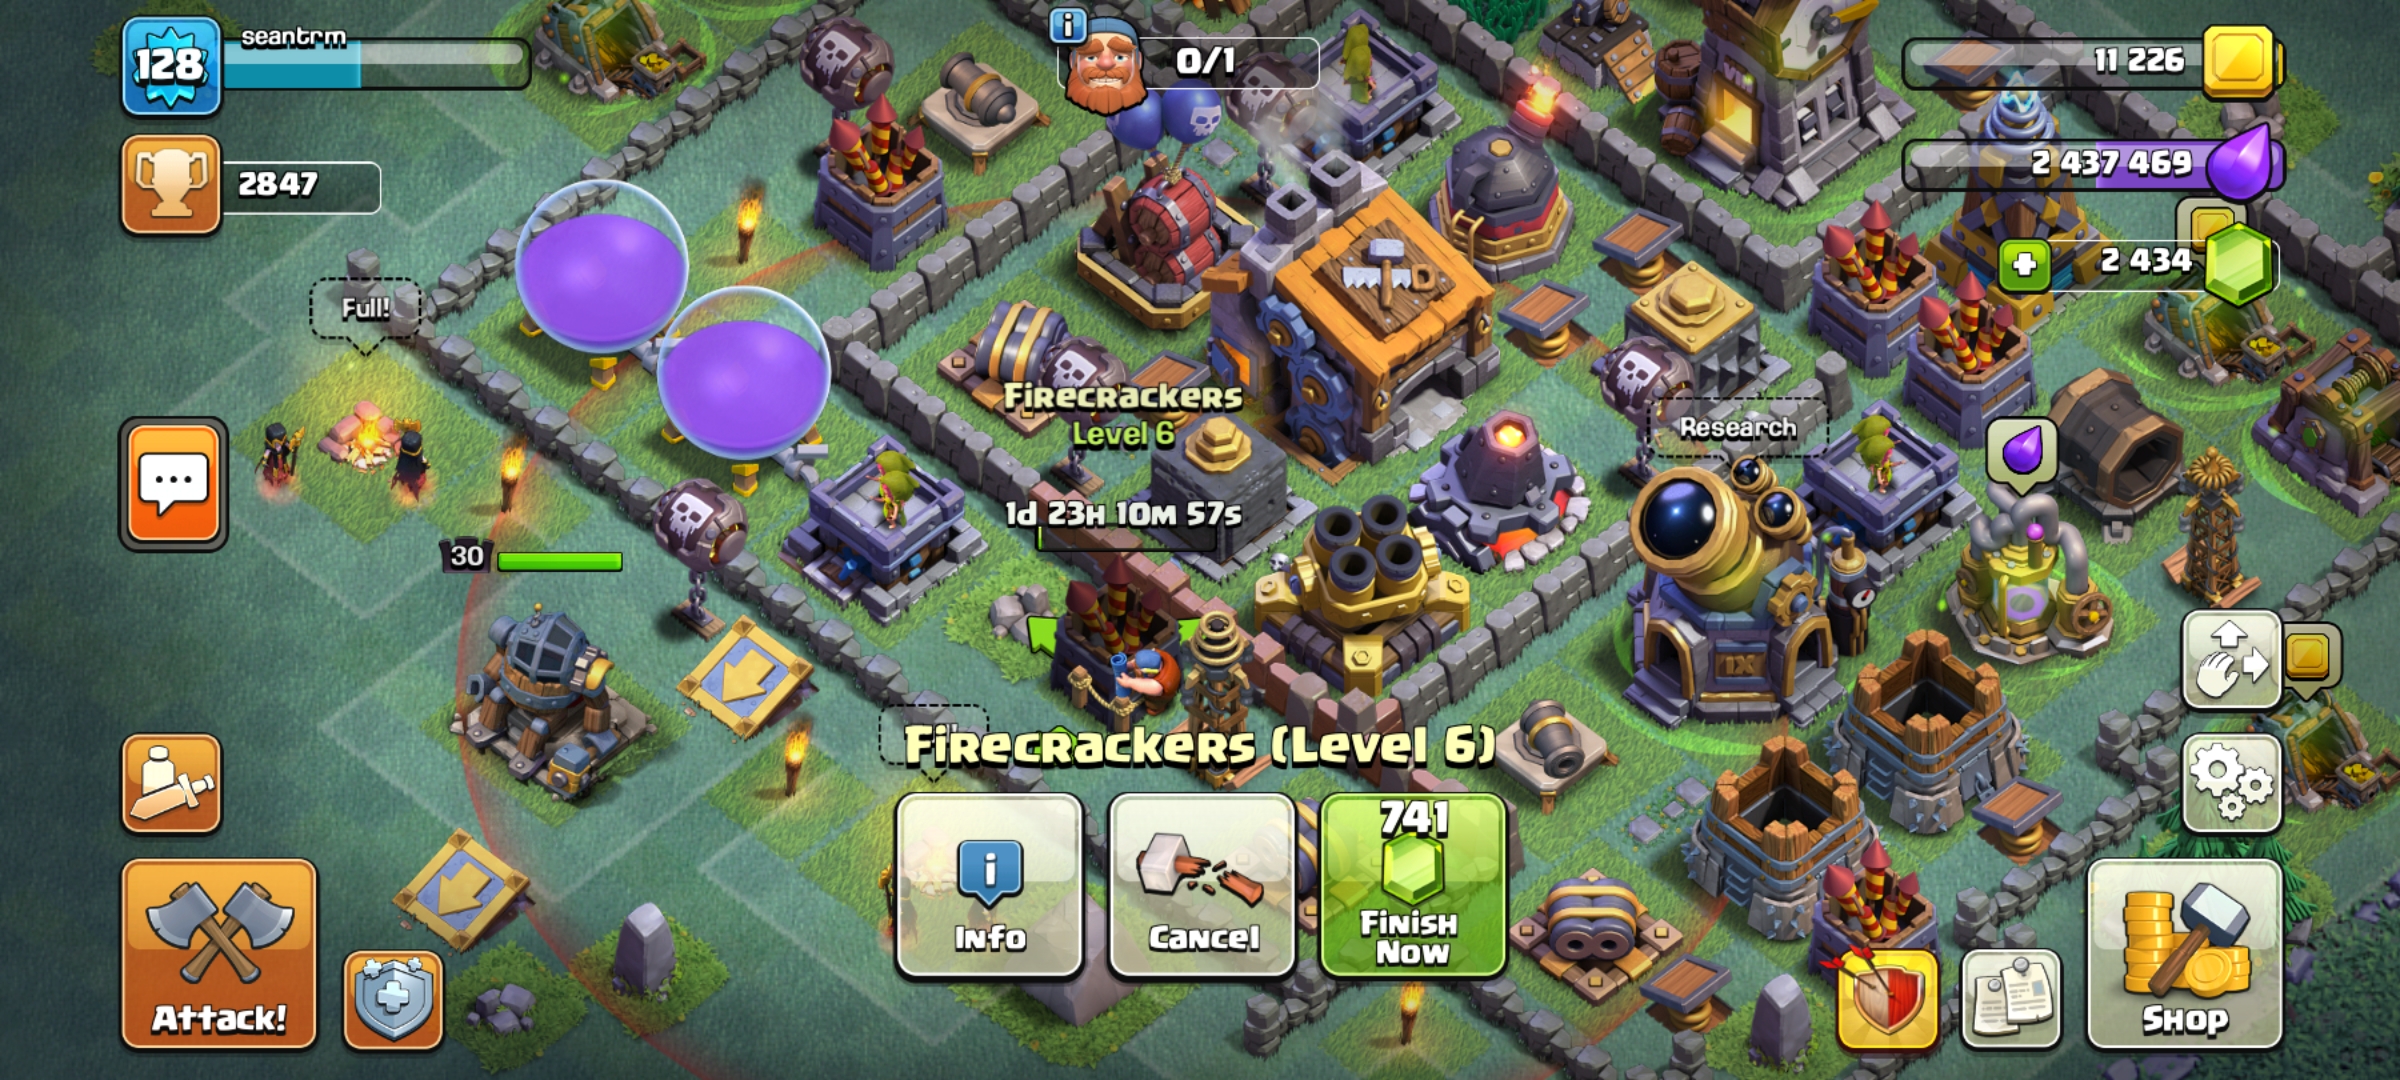 128
seantrm
0/1
11 226
2847
2 437 469
2 434
Full!
Firecrackers
Level 6
Research
1d 23h 10m 57s
30
IX
Firecrackers (Level 6)
741
Info
Cancel
Finish
Now
Attack!
Shop